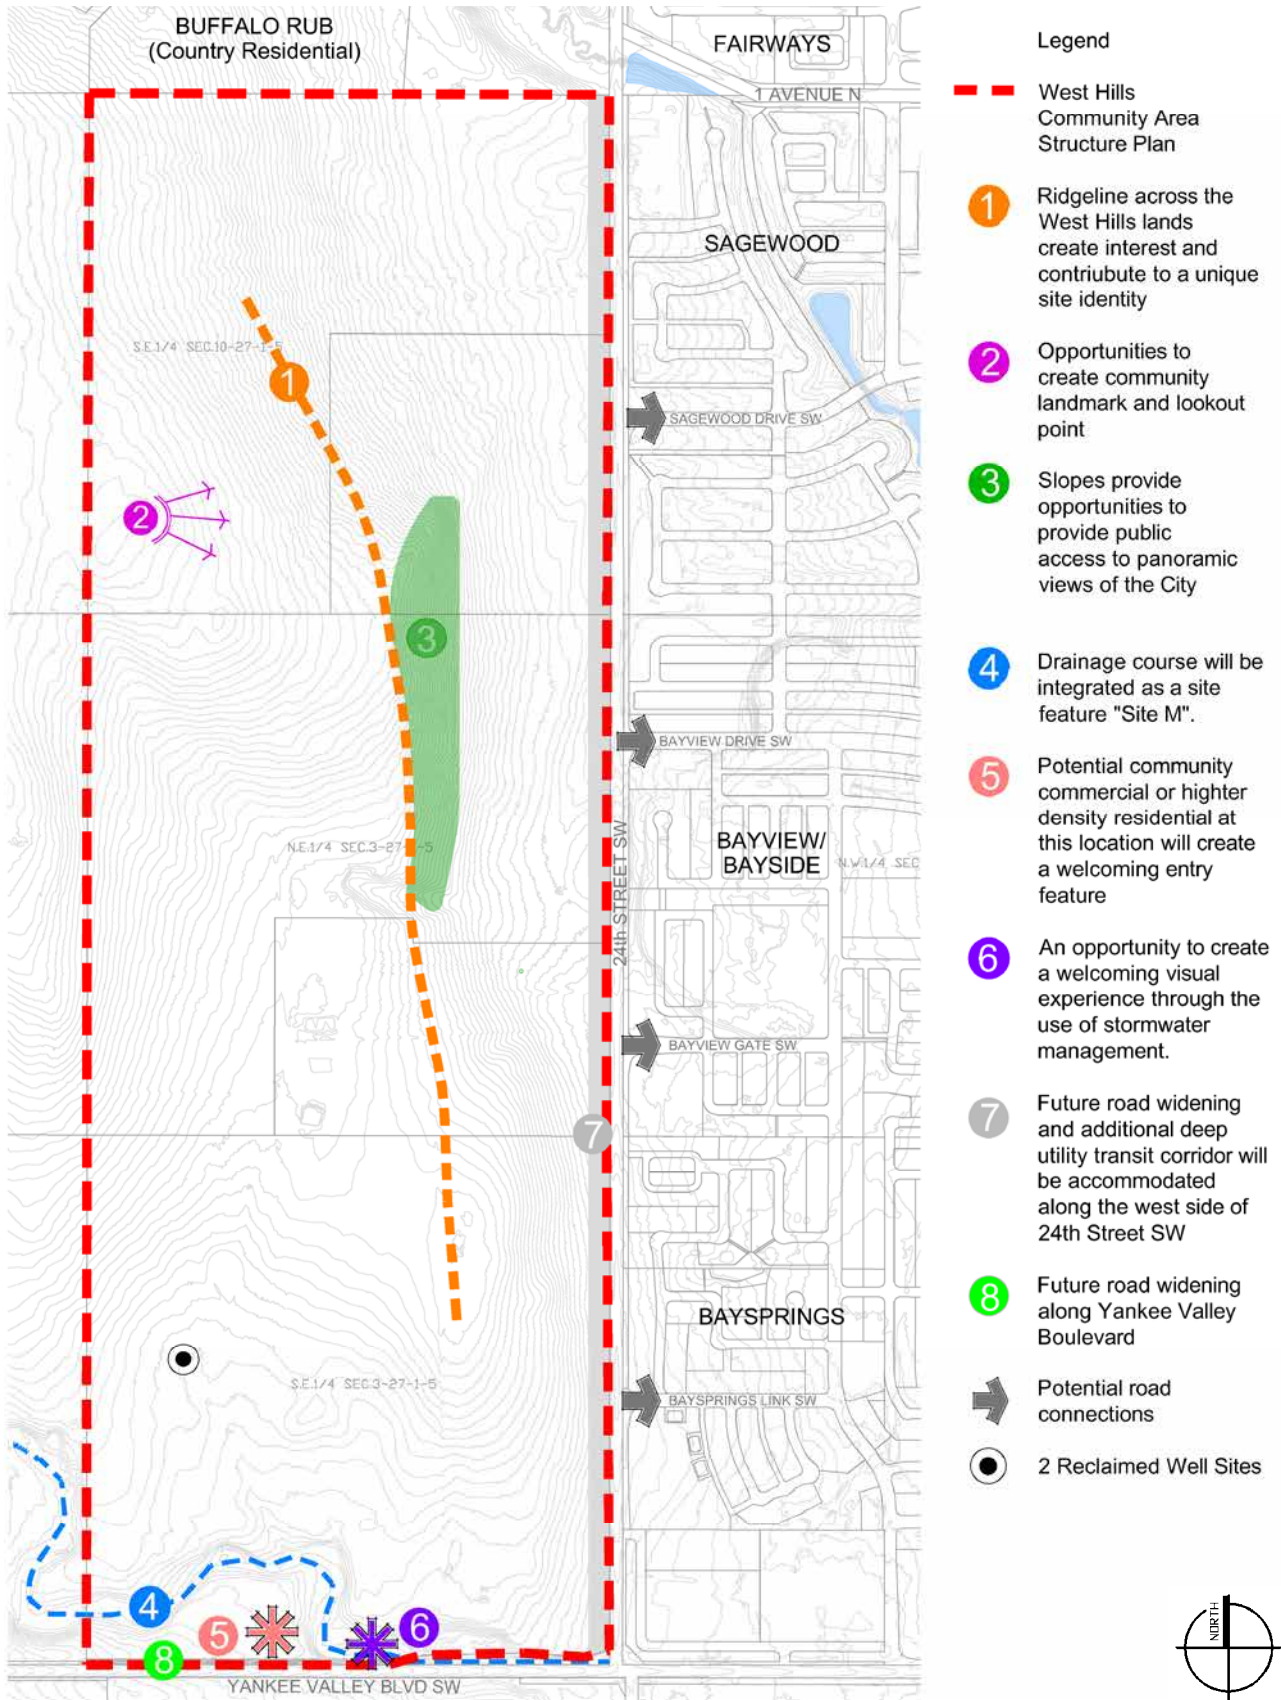 BUFFALO RUB
(Country Residential)
FAIRWAYS
1 AVENUE N
SAGEWOOD
S.E.1/4 SEC.10-27-1-5
1
SAGEWOOD DRIVE SW
2
3
BAYVIEW DRIVE SW
N.E.1/4 SEC.3-27-1-5
BAYVIEW/
BAYSIDE
N.W.1/4 SEC
24th STREET SW
BAYVIEW GATE SW
7
BAYSPRINGS
S.E.1/4 SEC.3-27-1-5
BAYSPRINGS LINK SW
4
5
6
8
YANKEE VALLEY BLVD SW
Legend
West Hills
Community Area
Structure Plan
1
Ridgeline across the
West Hills lands
create interest and
contriubute to a unique
site identity
2
Opportunities to
create community
landmark and lookout
point
3
Slopes provide
opportunities to
provide public
access to panoramic
views of the City
4
Drainage course will be
integrated as a site
feature "Site M".
5
Potential community
commercial or highter
density residential at
this location will create
a welcoming entry
feature
6
An opportunity to create
a welcoming visual
experience through the
use of stormwater
management.
7
Future road widening
and additional deep
utility transit corridor will
be accommodated
along the west side of
24th Street SW
8
Future road widening
along Yankee Valley
Boulevard
Potential road
connections
2 Reclaimed Well Sites
NORTH